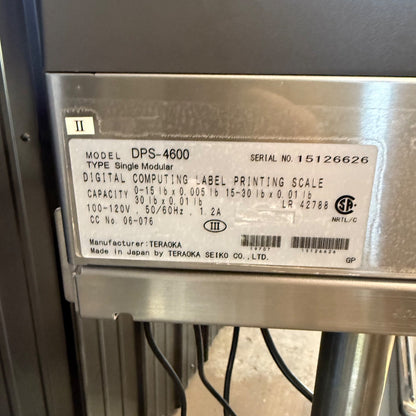 II
MODEL DPS-4600
TYPE Single Modular
SERIAL NO. 15126626
DIGITAL COMPUTING LABEL PRINTING SCALE
CAPACITY 0-15 lb x 0.005 lb 15-30 lb x 0.01 lb
30 lb x 0.01 lb
LR 42788
100-120V, 50/60Hz, 1.2A
NRTL/C
CC No. 06-076
III
Manufacturer:TERAOKA
Made in Japan by TERAOKA SEIKO CO., LTD.
15126626
GP